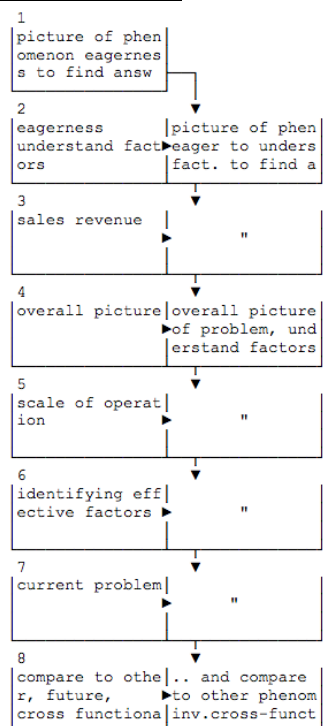 1
picture of phen
omenon eagernes
s to find answ
2
eagerness picture of phen
understand fact eager to unders
ors fact. to find a
3
sales revenue
"
4
overall picture overall picture
of problem, und
erstand factors
5
scale of operat
ion "
6
identifying eff
ective factors "
7
current problem
"
8
compare to othe .. and compare
r, future, to other phenom
cross functiona inv.cross-funct